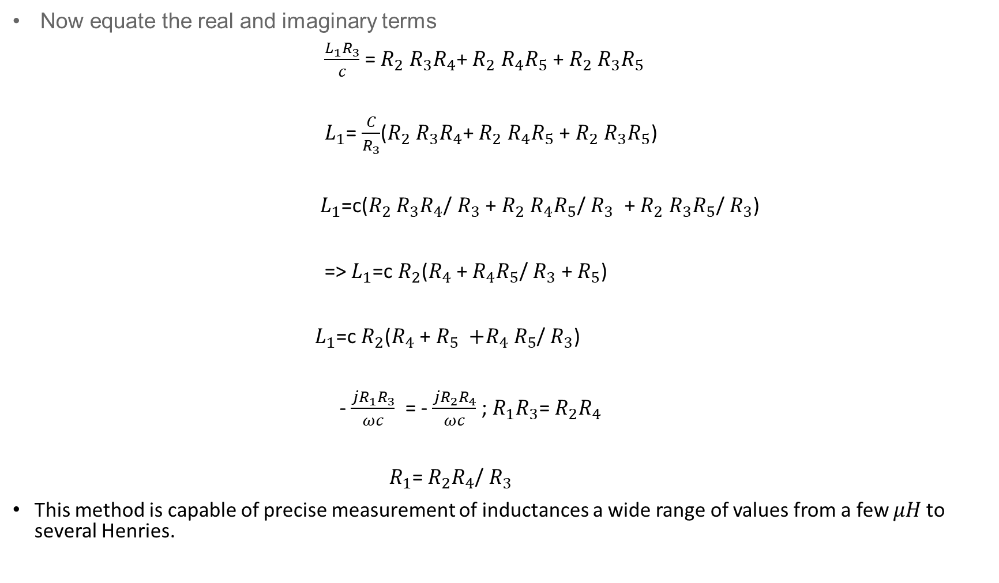 • Now equate the real and imaginary terms
L₁R₃/c = R₂ R₃R₄+ R₂ R₄R₅ + R₂ R₃R₅
L₁= C/R₃(R₂ R₃R₄+ R₂ R₄R₅ + R₂ R₃R₅)
L₁=c(R₂ R₃R₄/ R₃ + R₂ R₄R₅/ R₃ + R₂ R₃R₅/ R₃)
=> L₁=c R₂(R₄ + R₄R₅/ R₃ + R₅)
L₁=c R₂(R₄ + R₅ +R₄ R₅/ R₃)
- jR₁R₃/ωc = - jR₂R₄/ωc ; R₁R₃= R₂R₄
R₁= R₂R₄/ R₃
• This method is capable of precise measurement of inductances a wide range of values from a few μH to
several Henries.